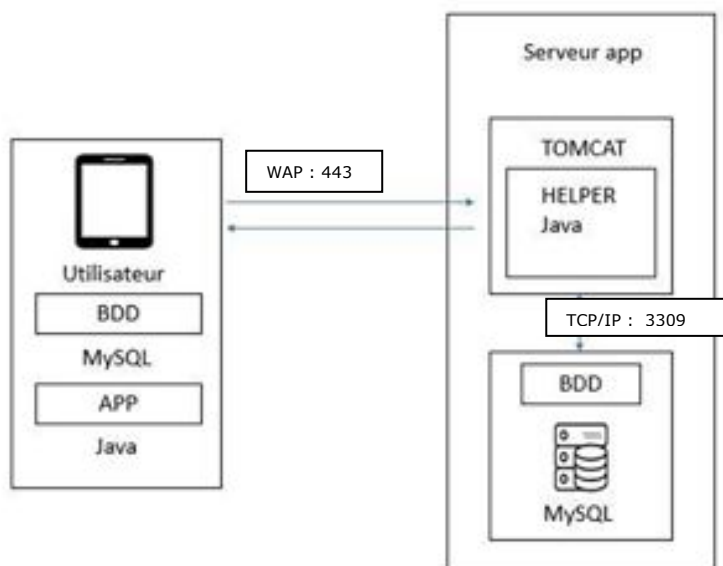 Serveur app
TOMCAT
HELPER
Java
WAP : 443
Utilisateur
BDD
MySQL
APP
Java
TCP/IP : 3309
BDD
MySQL